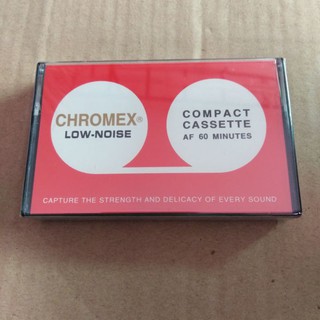 CHROMEX®
LOW-NOISE
COMPACT
CASSETTE
AF 60 MINUTES
CAPTURE THE STRENGTH AND DELICACY OF EVERY SOUND